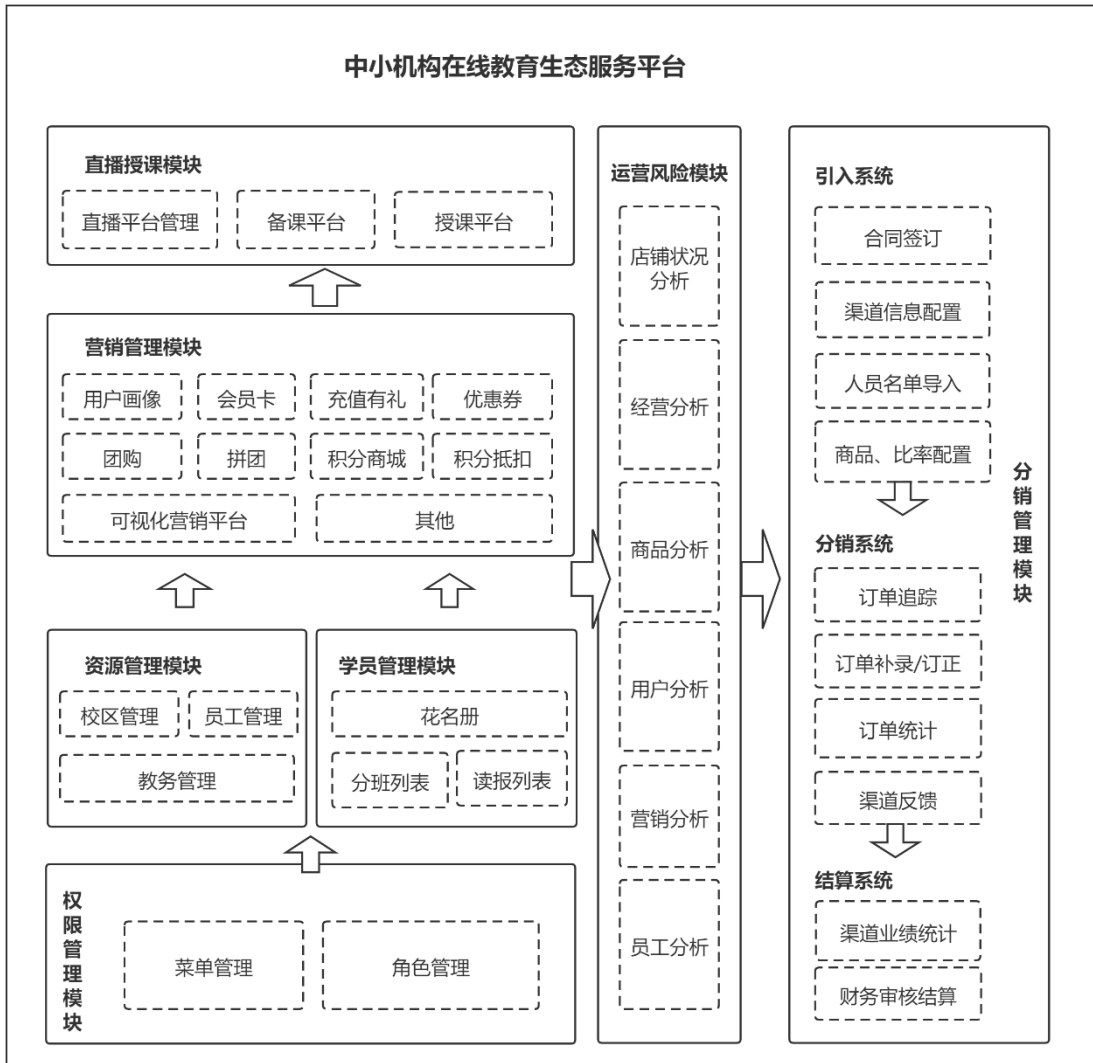 中小机构在线教育生态服务平台
直播授课模块
直播平台管理
备课平台
授课平台
营销管理模块
用户画像
会员卡
充值有礼
优惠券
团购
拼团
积分商城
积分抵扣
可视化营销平台
其他
资源管理模块
校区管理
员工管理
教务管理
学员管理模块
花名册
分班列表
读报列表
权限管理模块
菜单管理
角色管理
运营风险模块
店铺状况
分析
经营分析
商品分析
用户分析
营销分析
员工分析
分销管理模块
引入系统
合同签订
渠道信息配置
人员名单导入
商品、比率配置
分销系统
订单追踪
订单补录/订正
订单统计
渠道反馈
结算系统
渠道业绩统计
财务审核结算